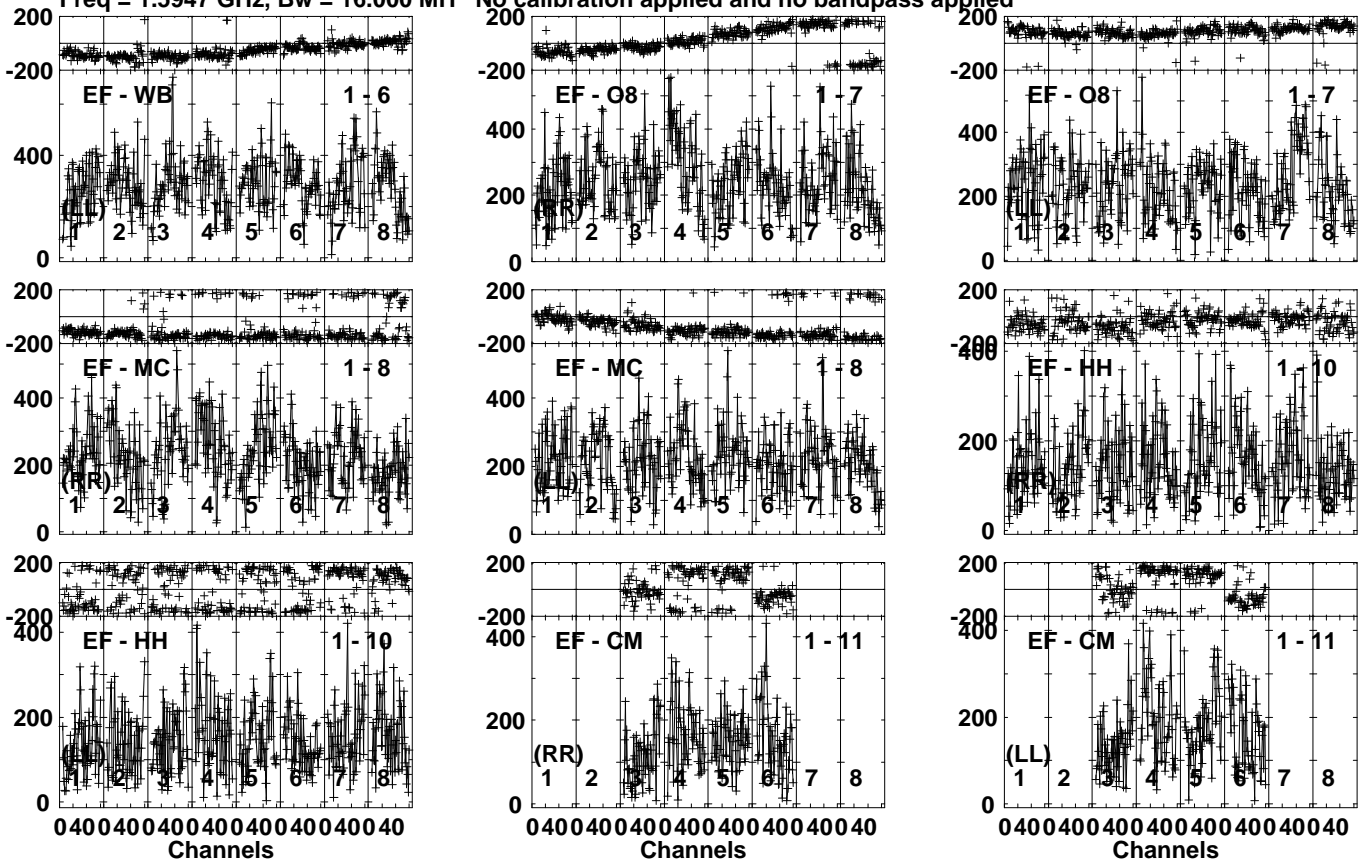 Freq = 1.5947 GHz, Bw = 16.000 MH No calibration applied and no bandpass applied
200 200 200
-200 -200 -200
EF - WB 1 - 6 EF - O8 1 - 7 EF - O8 1 - 7
400 400 400
200 200
(LL) (RR) (LL)
1 2 3 4 5 6 7 8 1 2 3 4 5 6 7 8 1 2 3 4 5 6 7 8
0 0 0
200 200 200
-200 -200 -200
400
EF - MC 1 - 8 EF - MC 1 - 8 EF - HH 1 - 10
400 400
200 200 200
(RR) (LL) (RR)
1 2 3 4 5 6 7 8 1 2 3 4 5 6 7 8 1 2 3 4 5 6 7 8
0 0 0
200 200 200
-200 -200 -200
400 400 400
EF - HH 1 - 10 EF - CM 1 - 11 EF - CM 1 - 11
200 200 200
(LL) (RR) (LL)
1 2 3 4 5 6 7 8 1 2 3 4 5 6 7 8 1 2 3 4 5 6 7 8
0 0 0
0 40 0 40 0 40 0 40 0 40 0 40 0 40 0 40 0 40 0 40 0 40 0 40 0 40 0 40 0 40 0 40 0 40 0 40 0 40 0 40 0 40 0 40 0 40 0 40
Channels Channels Channels